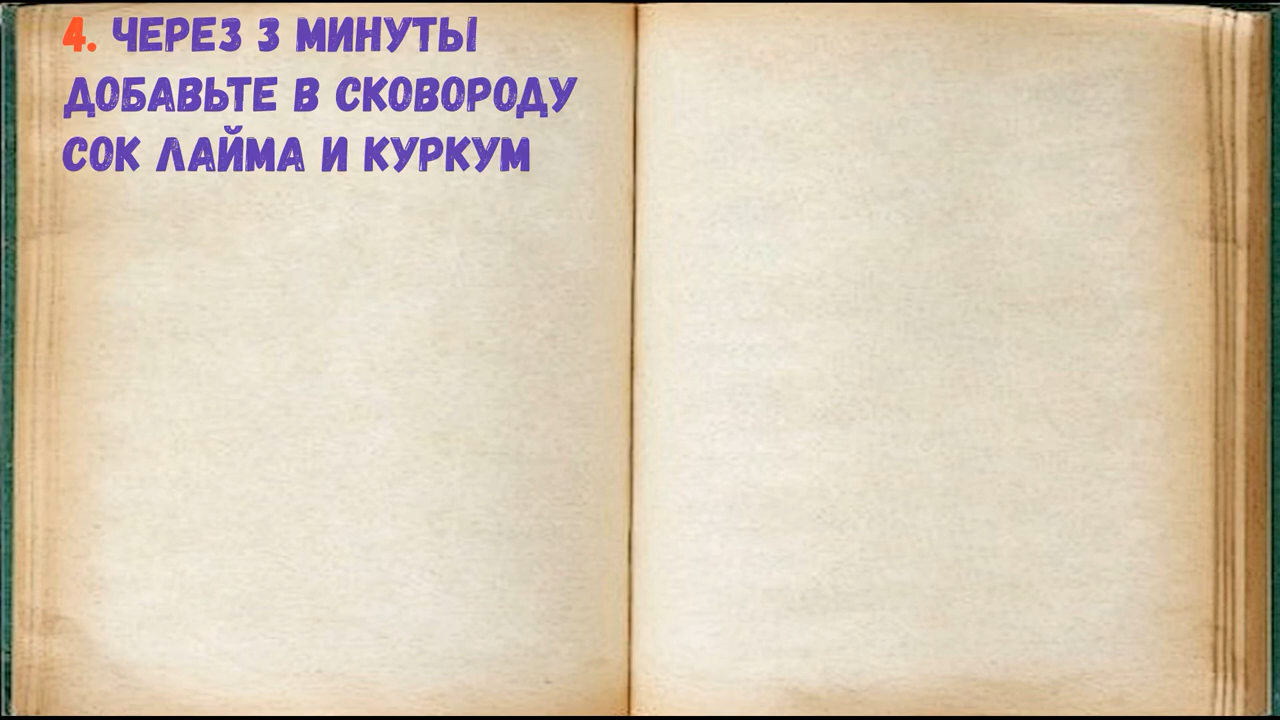 4. ЧЕРЕЗ 3 МИНУТЫ
ДОБАВЬТЕ В СКОВОРОДУ
СОК ЛАЙМА И КУРКУМ